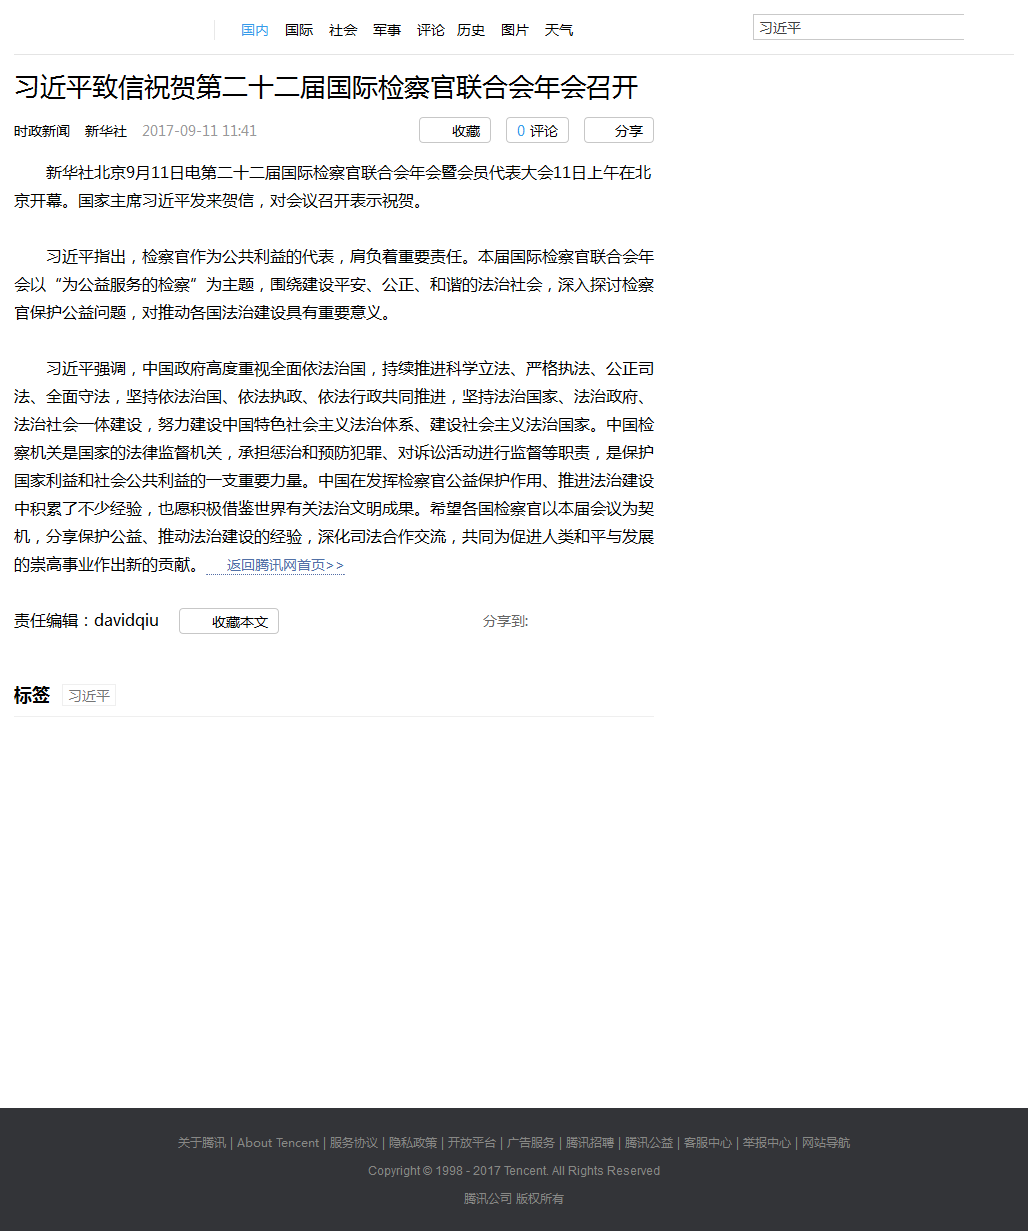 国内 国际 社会 军事 评论 历史 图片 天气 习近平
习近平致信祝贺第二十二届国际检察官联合会年会召开
时政新闻 新华社 2017-09-11 11:41 收藏 0 评论 分享
新华社北京9月11日电第二十二届国际检察官联合会年会暨会员代表大会11日上午在北
京开幕。国家主席习近平发来贺信，对会议召开表示祝贺。
习近平指出，检察官作为公共利益的代表，肩负着重要责任。本届国际检察官联合会年
会以“为公益服务的检察”为主题，围绕建设平安、公正、和谐的法治社会，深入探讨检察
官保护公益问题，对推动各国法治建设具有重要意义。
习近平强调，中国政府高度重视全面依法治国，持续推进科学立法、严格执法、公正司
法、全面守法，坚持依法治国、依法执政、依法行政共同推进，坚持法治国家、法治政府、
法治社会一体建设，努力建设中国特色社会主义法治体系、建设社会主义法治国家。中国检
察机关是国家的法律监督机关，承担惩治和预防犯罪、对诉讼活动进行监督等职责，是保护
国家利益和社会公共利益的一支重要力量。中国在发挥检察官公益保护作用、推进法治建设
中积累了不少经验，也愿积极借鉴世界有关法治文明成果。希望各国检察官以本届会议为契
机，分享保护公益、推动法治建设的经验，深化司法合作交流，共同为促进人类和平与发展
的崇高事业作出新的贡献。 返回腾讯网首页>>
责任编辑：davidqiu 收藏本文 分享到:
标签 习近平
关于腾讯 | About Tencent | 服务协议 | 隐私政策 | 开放平台 | 广告服务 | 腾讯招聘 | 腾讯公益 | 客服中心 | 举报中心 | 网站导航
Copyright © 1998 - 2017 Tencent. All Rights Reserved
腾讯公司 版权所有